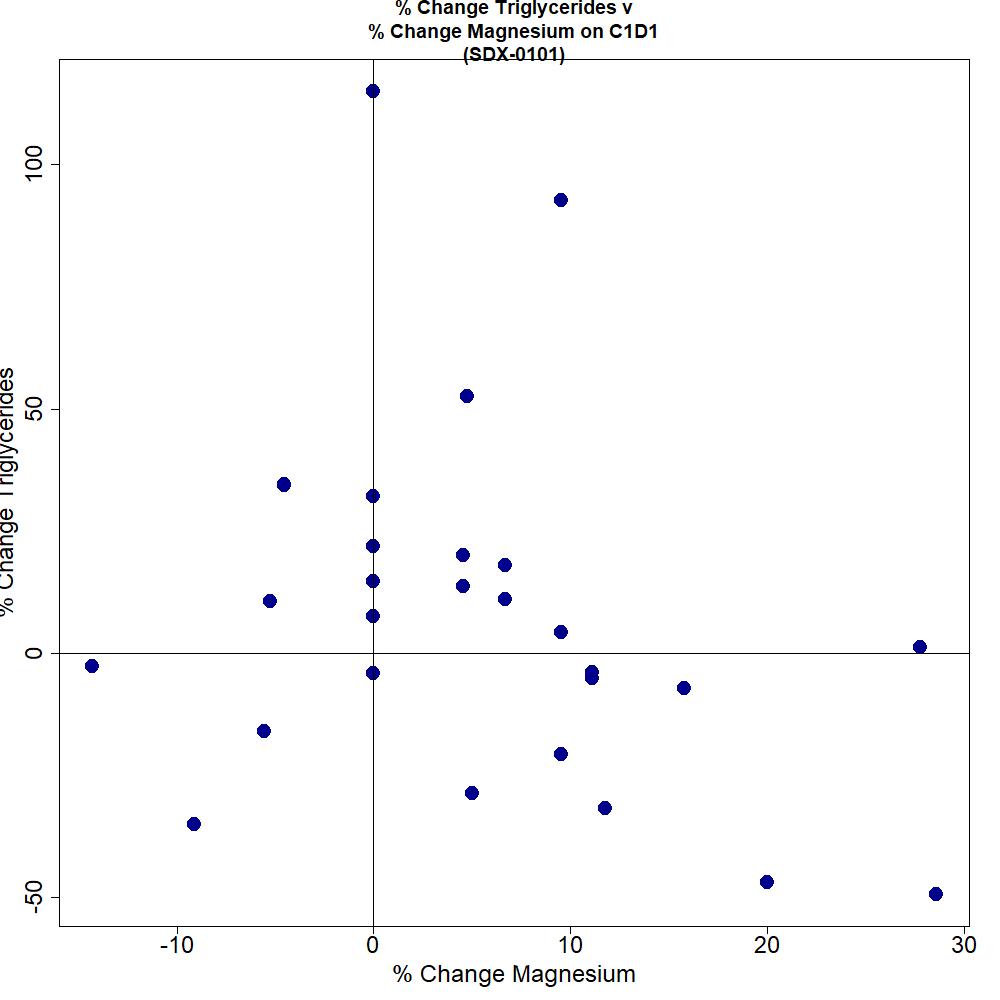 % Change Triglycerides v
% Change Magnesium on C1D1
(SDX-0101)
% Change Triglycerides
100
50
0
-50
-10 0 10 20 30
% Change Magnesium